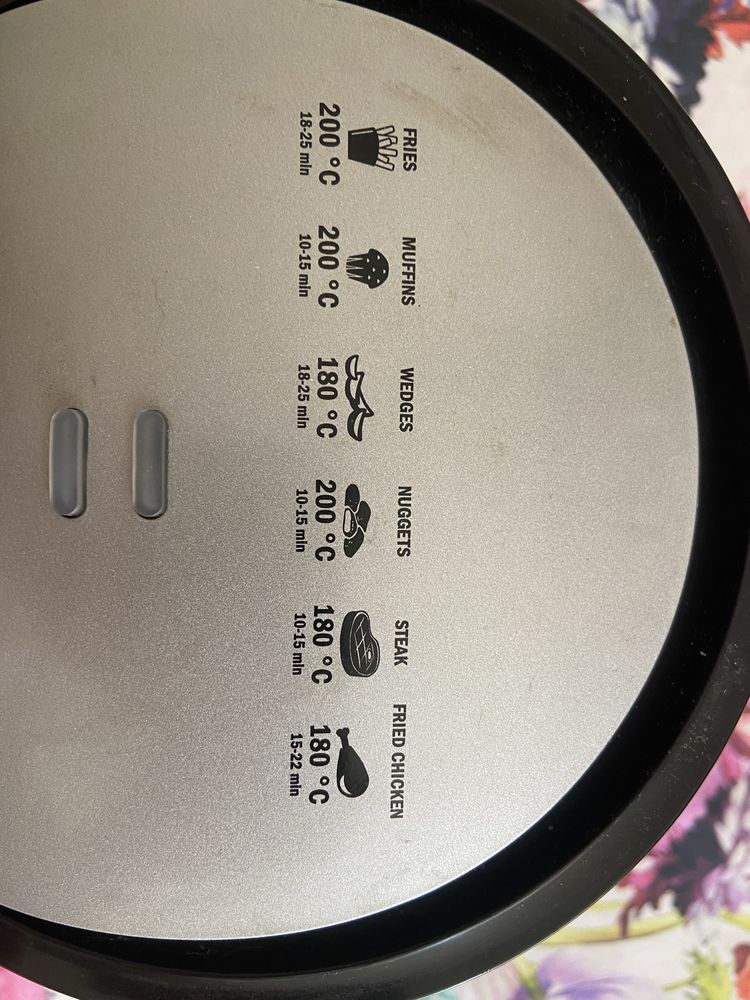 FRIES
200 °C
18-25 min
MUFFINS
200 °C
10-15 min
WEDGES
180 °C
18-25 min
NUGGETS
200 °C
10-15 min
STEAK
180 °C
10-15 min
FRIED CHICKEN
180 °C
15-22 min